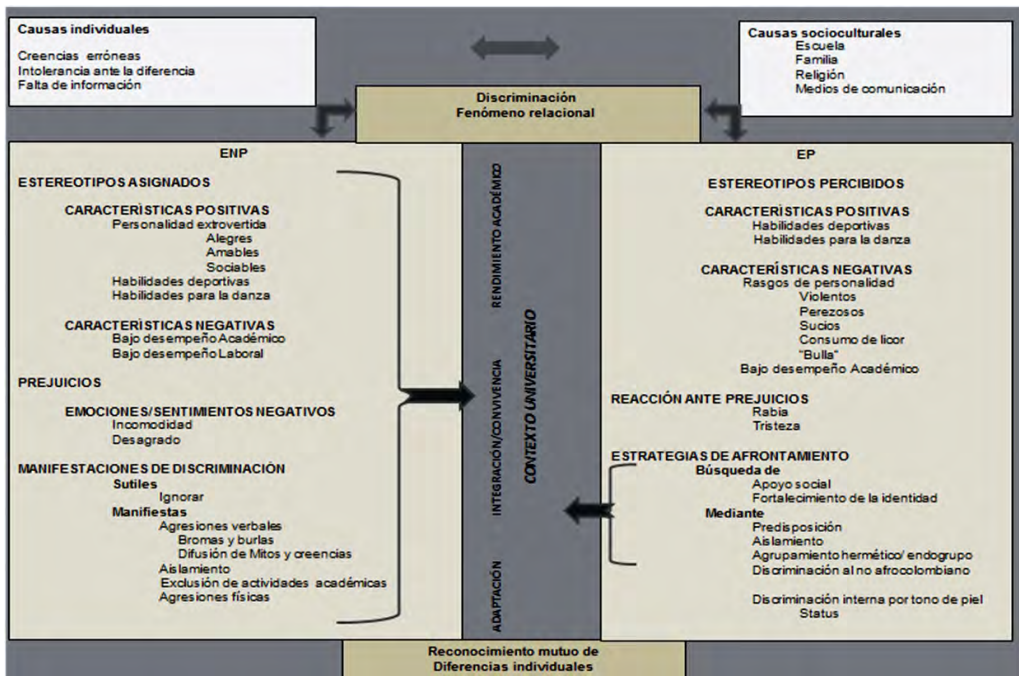 Causas individuales
Creencias erróneas
Intolerancia ante la diferencia
Falta de información
Causas socioculturales
Escuela
Familia
Religión
Medios de comunicación
Discriminación
Fenómeno relacional
ENP
ESTEREOTIPOS ASIGNADOS
CARACTERÍSTICAS POSITIVAS
Personalidad extrovertida
Alegres
Amables
Sociables
Habilidades deportivas
Habilidades para la danza
CARACTERÍSTICAS NEGATIVAS
Bajo desempeño Académico
Bajo desempeño Laboral
PREJUICIOS
EMOCIONES/SENTIMIENTOS NEGATIVOS
Incomodidad
Desagrado
MANIFESTACIONES DE DISCRIMINACIÓN
Sutiles
Ignorar
Manifiestas
Agresiones verbales
Bromas y burlas
Difusión de Mitos y creencias
Aislamiento
Exclusión de actividades académicas
Agresiones físicas
RENDIMIENTO ACADÉMICO
INTEGRACIÓN/CONVIVENCIA
ADAPTACIÓN
CONTEXTO UNIVERSITARIO
EP
ESTEREOTIPOS PERCIBIDOS
CARACTERÍSTICAS POSITIVAS
Habilidades deportivas
Habilidades para la danza
CARACTERÍSTICAS NEGATIVAS
Rasgos de personalidad
Violentos
Perezosos
Sucios
Consumo de licor
"Bulla"
Bajo desempeño Académico
REACCIÓN ANTE PREJUICIOS
Rabia
Tristeza
ESTRATEGIAS DE AFRONTAMIENTO
Búsqueda de
Apoyo social
Fortalecimiento de la identidad
Mediante
Predisposición
Aislamiento
Agrupamiento hermético/ endogrupo
Discriminación al no afrocolombiano
Discriminación interna por tono de piel
Status
Reconocimiento mutuo de
Diferencias individuales